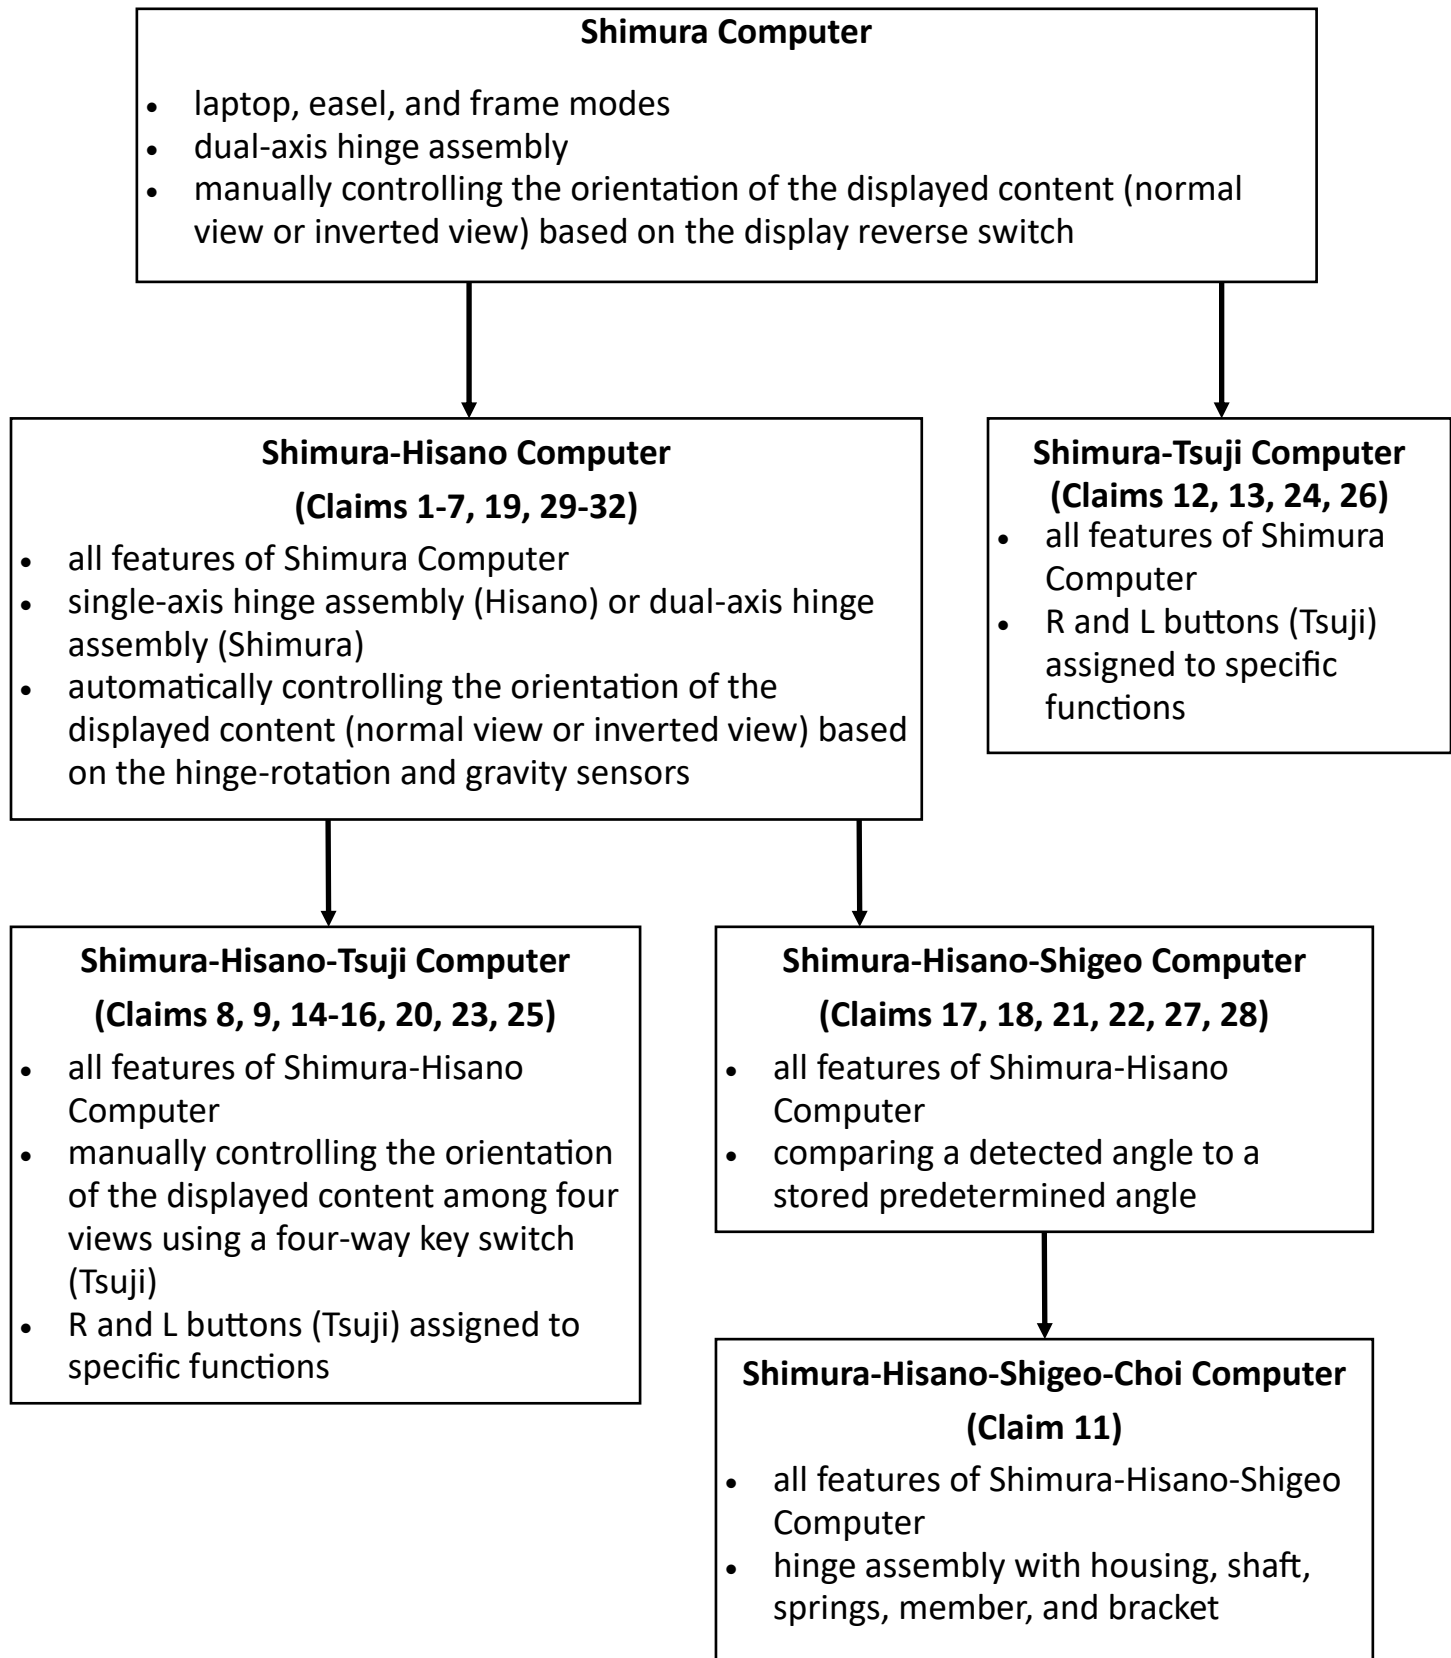 Shimura Computer
• laptop, easel, and frame modes
• dual-axis hinge assembly
• manually controlling the orientation of the displayed content (normal
view or inverted view) based on the display reverse switch
Shimura-Hisano Computer
(Claims 1-7, 19, 29-32)
• all features of Shimura Computer
• single-axis hinge assembly (Hisano) or dual-axis hinge
assembly (Shimura)
• automatically controlling the orientation of the
displayed content (normal view or inverted view) based
on the hinge-rotation and gravity sensors
Shimura-Tsuji Computer
(Claims 12, 13, 24, 26)
• all features of Shimura
Computer
• R and L buttons (Tsuji)
assigned to specific
functions
Shimura-Hisano-Tsuji Computer
(Claims 8, 9, 14-16, 20, 23, 25)
• all features of Shimura-Hisano
Computer
• manually controlling the orientation
of the displayed content among four
views using a four-way key switch
(Tsuji)
• R and L buttons (Tsuji) assigned to
specific functions
Shimura-Hisano-Shigeo Computer
(Claims 17, 18, 21, 22, 27, 28)
• all features of Shimura-Hisano
Computer
• comparing a detected angle to a
stored predetermined angle
Shimura-Hisano-Shigeo-Choi Computer
(Claim 11)
• all features of Shimura-Hisano-Shigeo
Computer
• hinge assembly with housing, shaft,
springs, member, and bracket